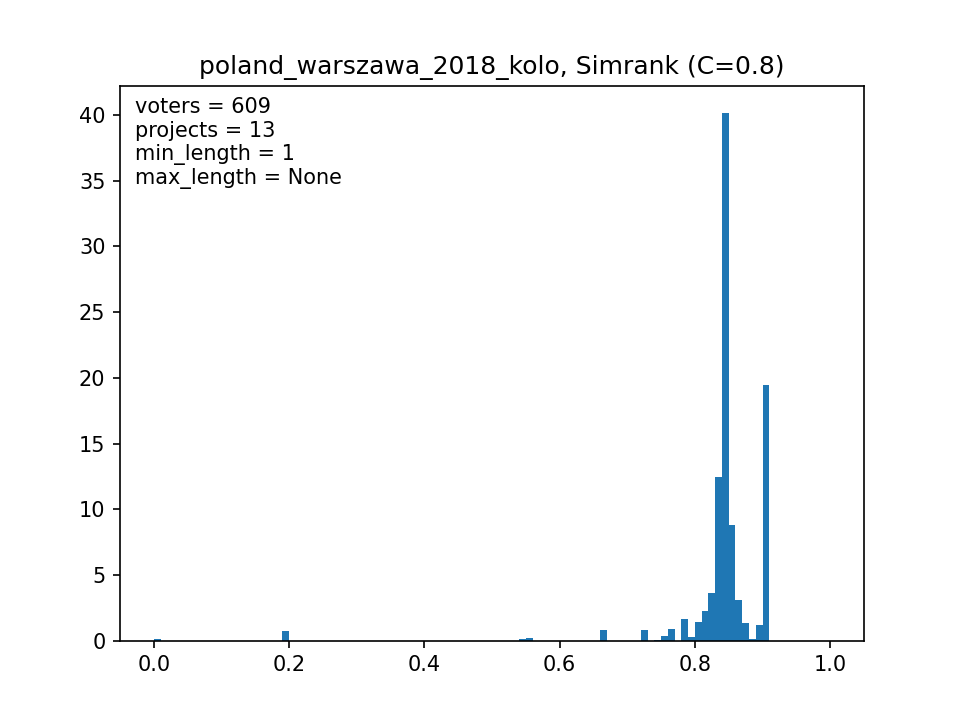 poland_warszawa_2018_kolo, Simrank (C=0.8)
voters = 609
projects = 13
min_length = 1
max_length = None
40
35
30
25
20
15
10
5
0
0.0 0.2 0.4 0.6 0.8 1.0